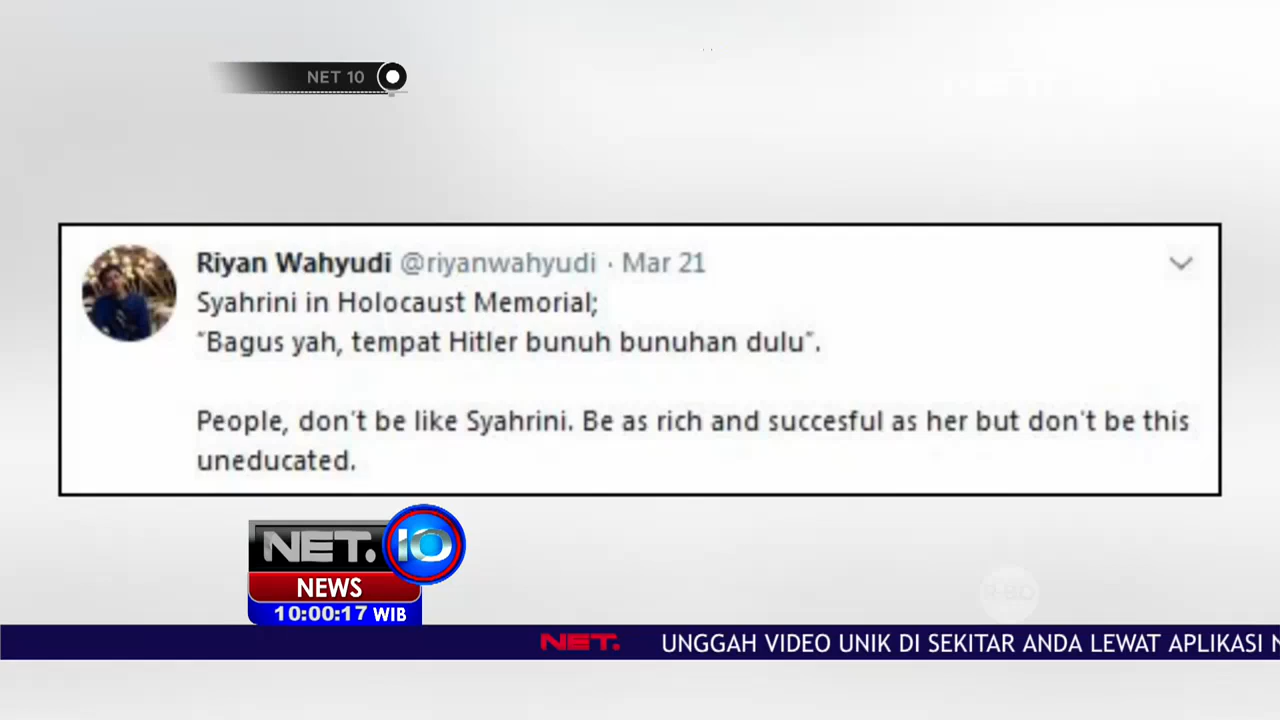 NET 10
Riyan Wahyudi @riyanwahyudi · Mar 21
Syahrini in Holocaust Memorial;
"Bagus yah, tempat Hitler bunuh bunuhan dulu".
People, don't be like Syahrini. Be as rich and succesful as her but don't be this
uneducated.
NET. 10
NEWS
10:00:17 WIB
NET. UNGGAH VIDEO UNIK DI SEKITAR ANDA LEWAT APLIKASI N